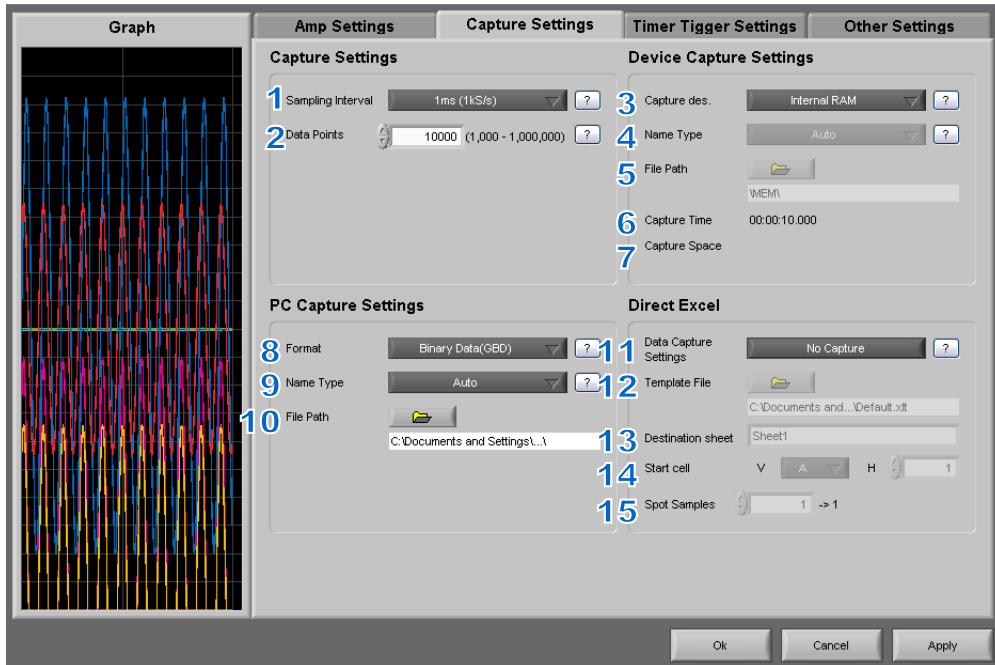 Graph
Amp Settings
Capture Settings
Timer Tigger Settings
Other Settings
Capture Settings
1 Sampling Interval 1ms (1kS/s) ?
2 Data Points 10000 (1,000 - 1,000,000) ?
Device Capture Settings
3 Capture des. Internal RAM ?
4 Name Type Auto ?
5 File Path
\MEM\
6 Capture Time 00:00:10.000
7 Capture Space
PC Capture Settings
8 Format Binary Data(GBD) ?
9 Name Type Auto ?
10 File Path
C:\Documents and Settings\...\
Direct Excel
11 Data Capture Settings No Capture ?
12 Template File
C:\Documents and...\Default.xlt
13 Destination sheet Sheet1
14 Start cell V A H 1
15 Spot Samples 1 -> 1
Ok
Cancel
Apply